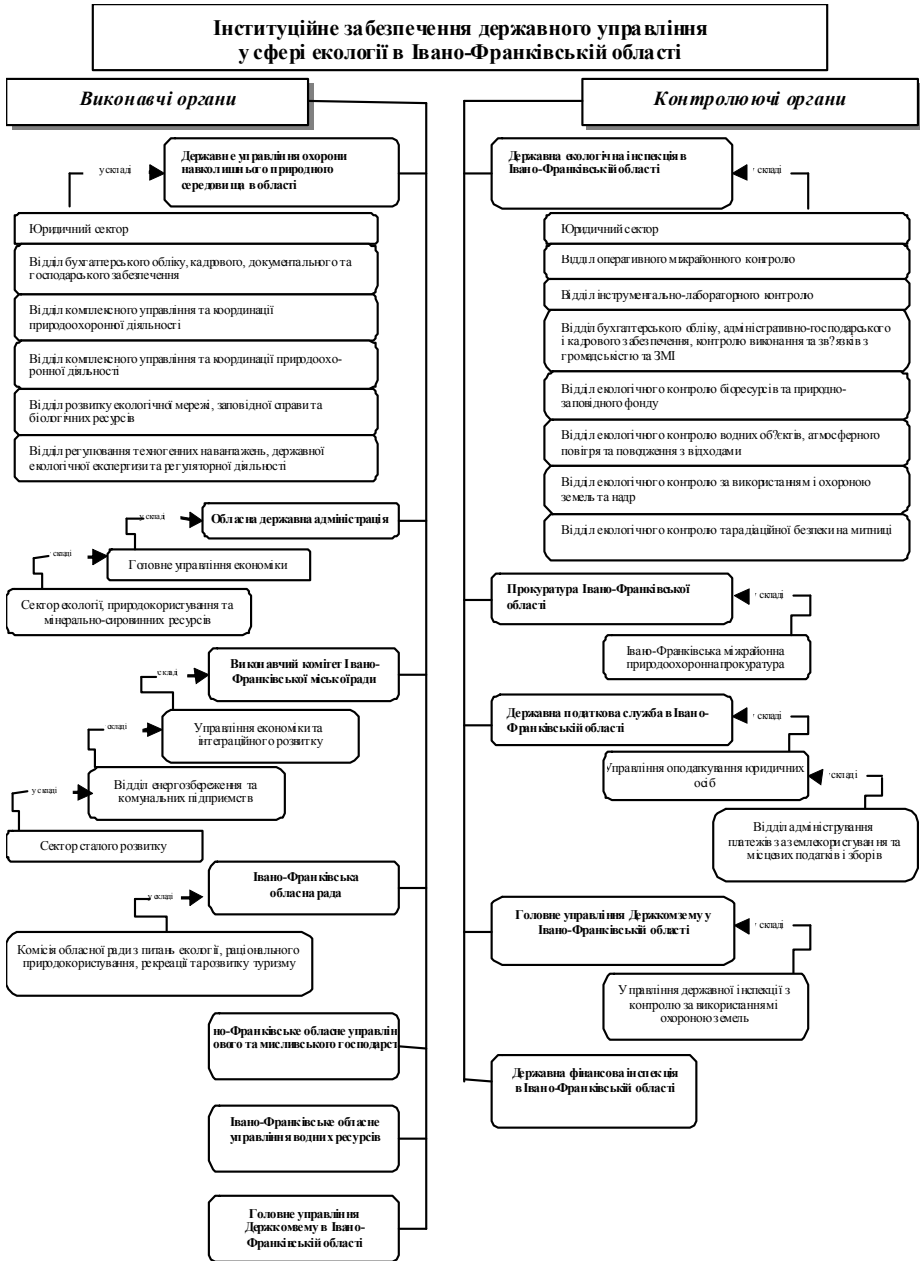 Інституційне забезпечення державного управління
у сфері екології в Івано-Франківській області
Виконавчі органи
Державне управління охорони
навколишнього природного
середовища в області
у складі
Юридичний сектор
Відділ бухгалтерського обліку, кадрового, документального та
господарського забезпечення
Відділ комплексного управління та координації
природоохоронної діяльності
Відділ комплексного управління та координації природоохо-
ронної діяльності
Відділ розвитку екологічної мережі, заповідної справи та
біологічних ресурсів
Відділ регулювання техногенних навантажень, державної
екологічної експертизи та регуляторної діяльності
у складі
Обласна державна адміністрація
у складі
Головне управління економіки
Сектор екології, природокористування та
мінерально-сировинних ресурсів
у складі
Виконавчий комітет Івано-
Франківської міської ради
у складі
Управління економіки та
інтеграційного розвитку
у складі
Відділ енергозбереження та
комунальних підприємств
Сектор сталого розвитку
Івано-Франківська
обласна рада
у складі
Комісія обласної ради з питань екології, раціонального
природокористування, рекреації та розвитку туризму
но-Франківське обласне управлін
ового та мисливського господарст
Івано-Франківське обласне
управління водних ресурсів
Головне управління
Держкомзему в Івано-
Франківській області
Контролюючі органи
Державна екологічна інспекція в
Івано-Франківській області
у складі
Юридичний сектор
Відділ оперативного міжрайонного контролю
Відділ інструментально-лабораторного контролю
Відділ бухгалтерського обліку, адміністративно-господарського
і кадрового забезпечення, контролю виконання та зв?язків з
громадськістю та ЗМІ
Відділ екологічного контролю біоресурсів та природно-
заповідного фонду
Відділ екологічного контролю водних об?єктів, атмосферного
повітря та поводження з відходами
Відділ екологічного контролю за використанням і охороною
земель та надр
Відділ екологічного контролю та радіаційної безпеки на митниці
Прокуратура Івано-Франківської
області
у складі
Івано-Франківська міжрайонна
природоохоронна прокуратура
Державна податкова служба в Івано-
Франківській області
у складі
Управління оподаткування юридичних
осіб
у складі
Відділ адміністрування
платежів за землекористування та
місцевих податків і зборів
Головне управління Держкомзему у
Івано-Франківській області
у складі
Управління державної інспекції з
контролю за використанням і
охороною земель
Державна фінансова інспекція
в Івано-Франківській області